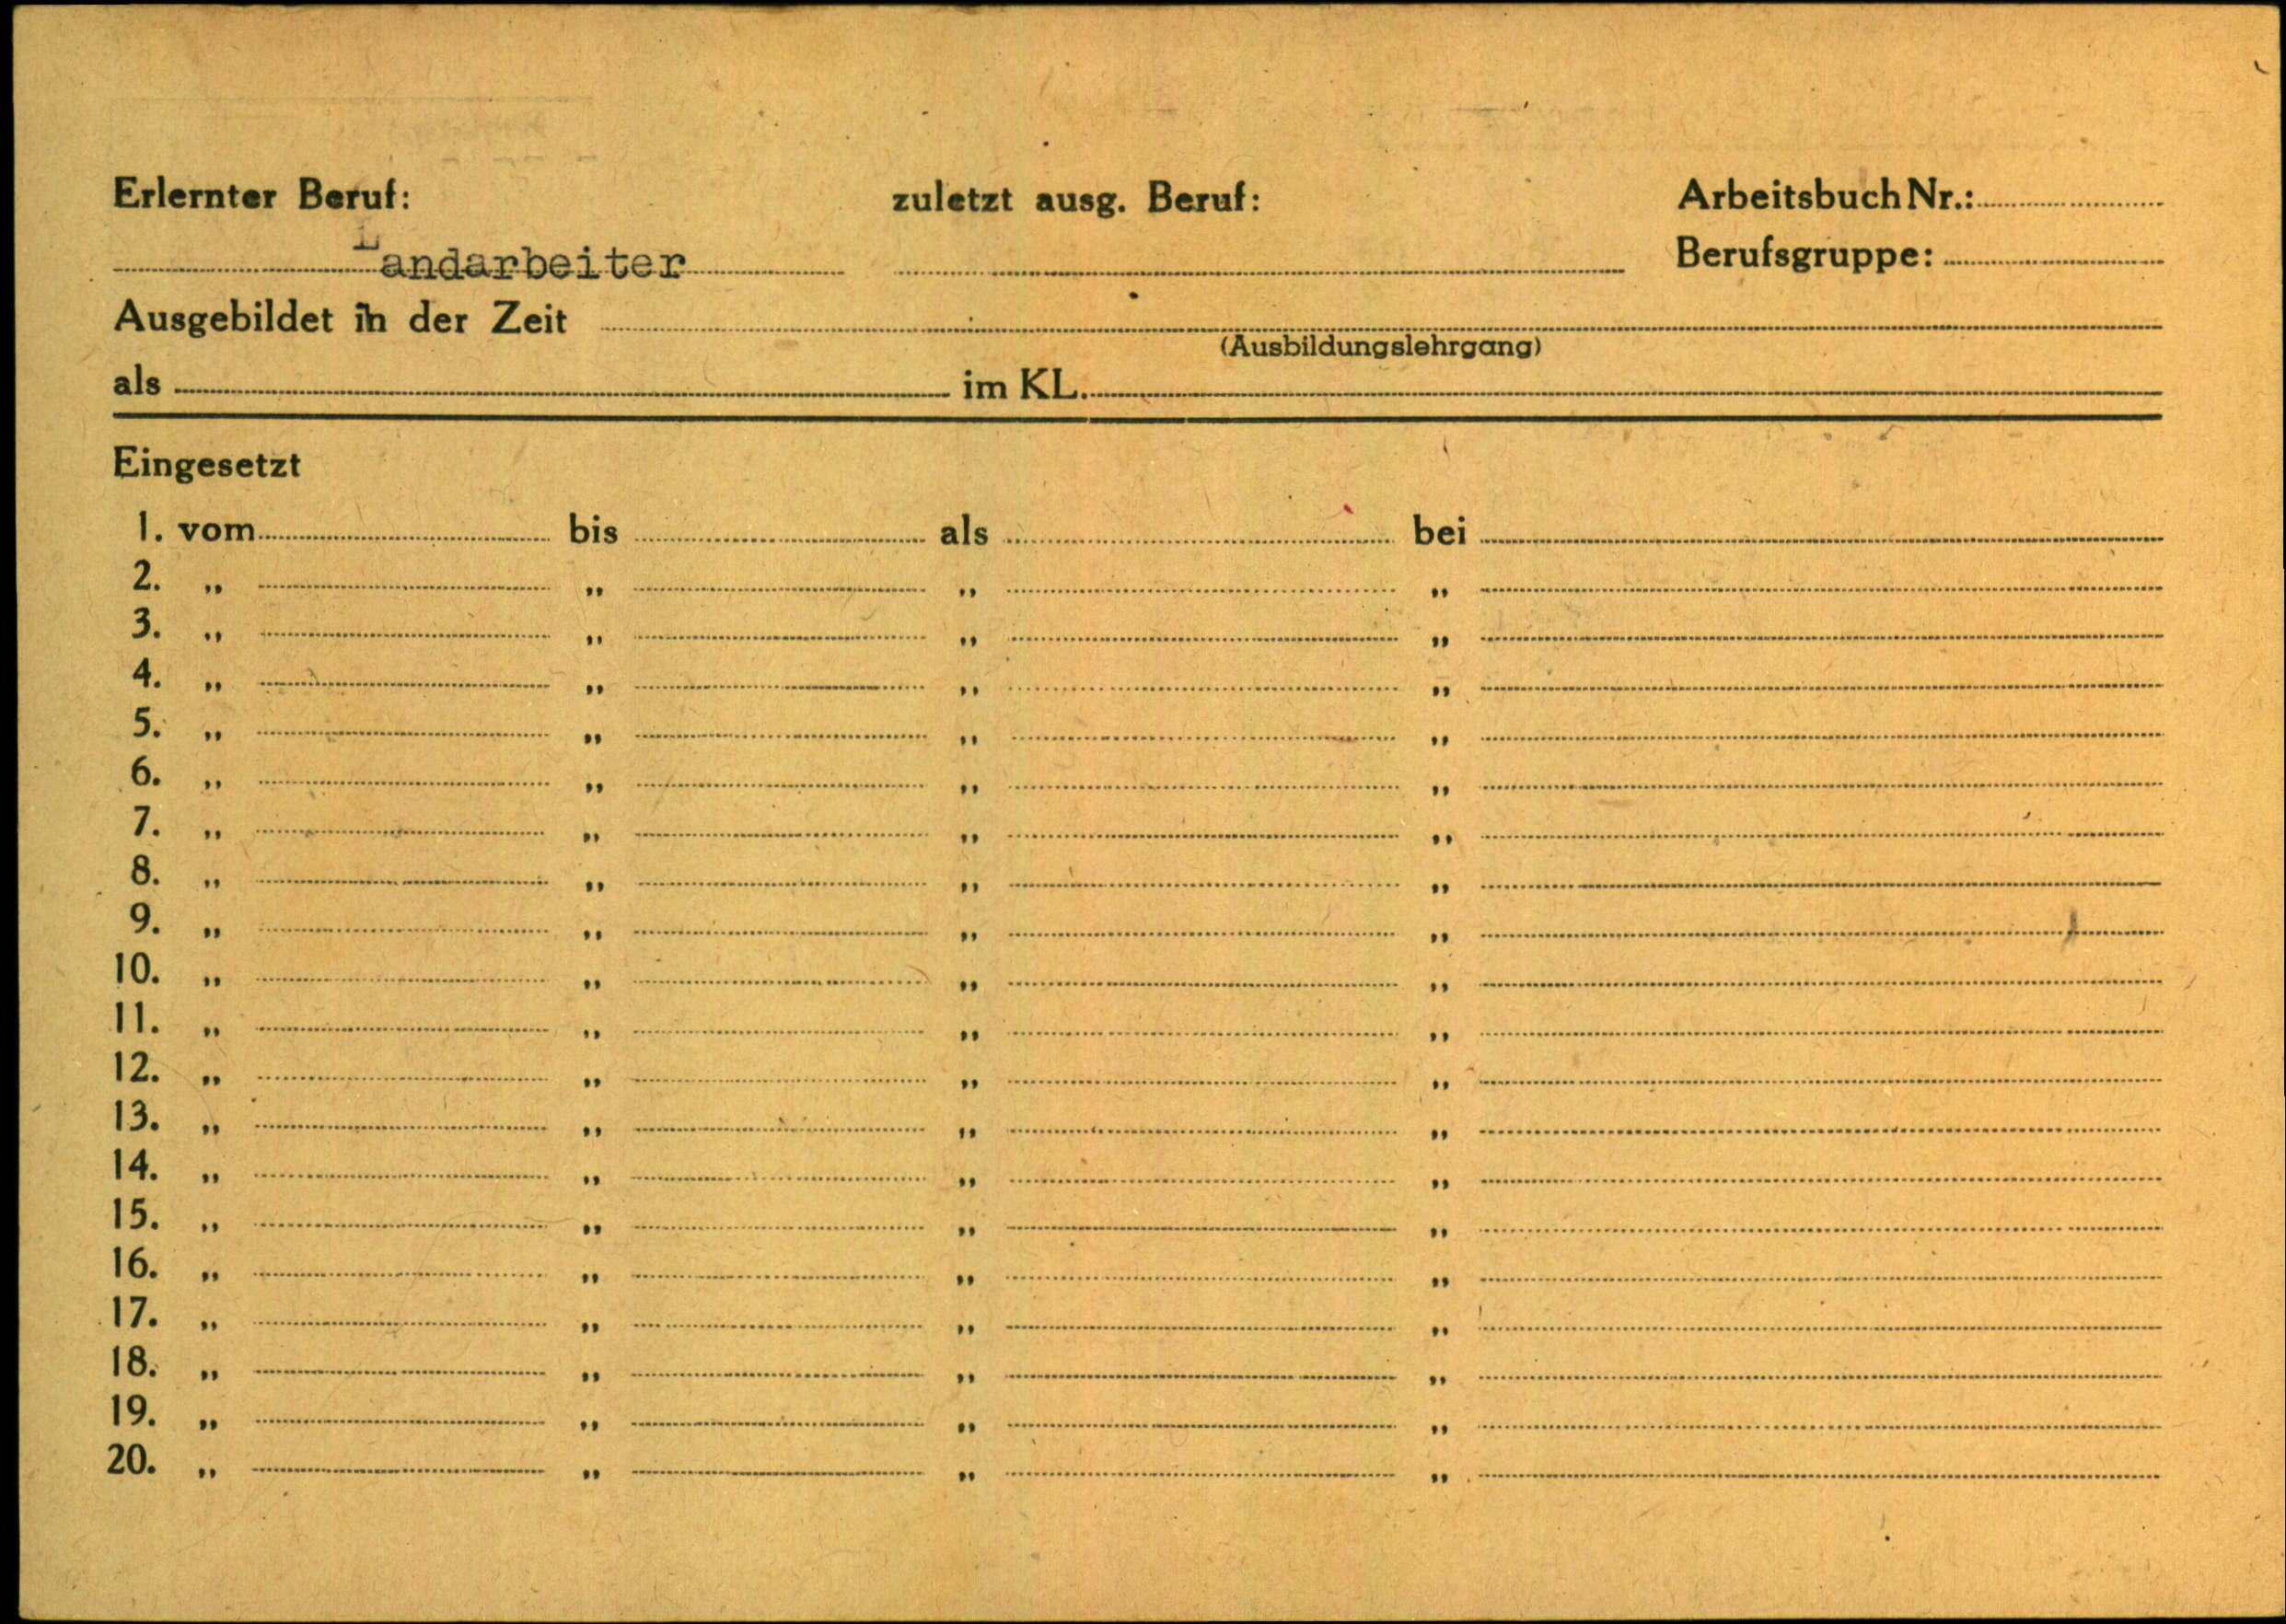 Erlernter Beruf: zuletzt ausg. Beruf: Arbeitsbuch Nr.:
Landarbeiter Berufsgruppe:
Ausgebildet in der Zeit
(Ausbildungslehrgang)
als im KL.
Eingesetzt
1. vom bis als bei
2. „ „ „ „
3. „ „ „ „
4. „ „ „ „
5. „ „ „ „
6. „ „ „ „
7. „ „ „ „
8. „ „ „ „
9. „ „ „ „
10. „ „ „ „
11. „ „ „ „
12. „ „ „ „
13. „ „ „ „
14. „ „ „ „
15. „ „ „ „
16. „ „ „ „
17. „ „ „ „
18. „ „ „ „
19. „ „ „ „
20. „ „ „ „